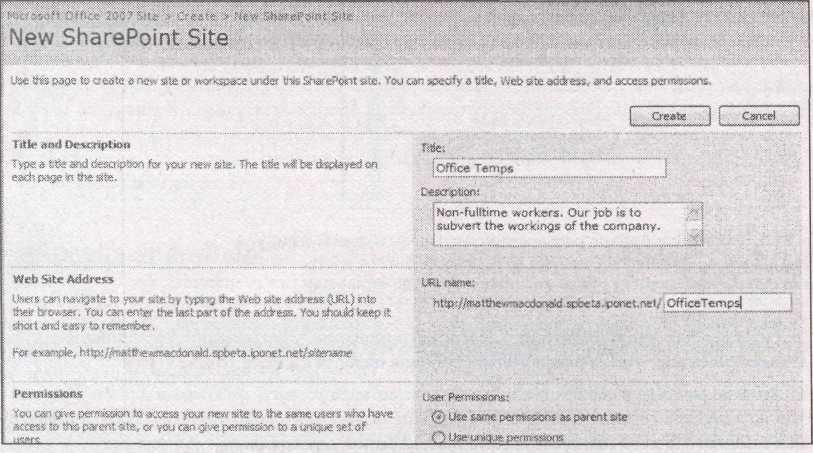 Microsoft Office 2007 Site > Create > New SharePoint Site
New SharePoint Site
Use this page to create a new site or workspace under this SharePoint site. You can specify a title, Web site address, and access permissions.
Create Cancel
Title and Description
Type a title and description for your new site. The title will be displayed on
each page in the site.
Title:
Office Temps
Description:
Non-fulltime workers. Our job is to
subvert the workings of the company.
Web Site Address
Users can navigate to your site by typing the Web site address (URL) into
their browser. You can enter the last part of the address. You should keep it
short and easy to remember.
For example, http://matthewmacdonald.spbeta.iponet.net/sitename
URL name:
http://matthewmacdonald.spbeta.iponet.net/ OfficeTemps
Permissions
You can give permission to access your new site to the same users who have
access to this parent site, or you can give permission to a unique set of
users.
User Permissions:
Use same permissions as parent site
Use unique permissions